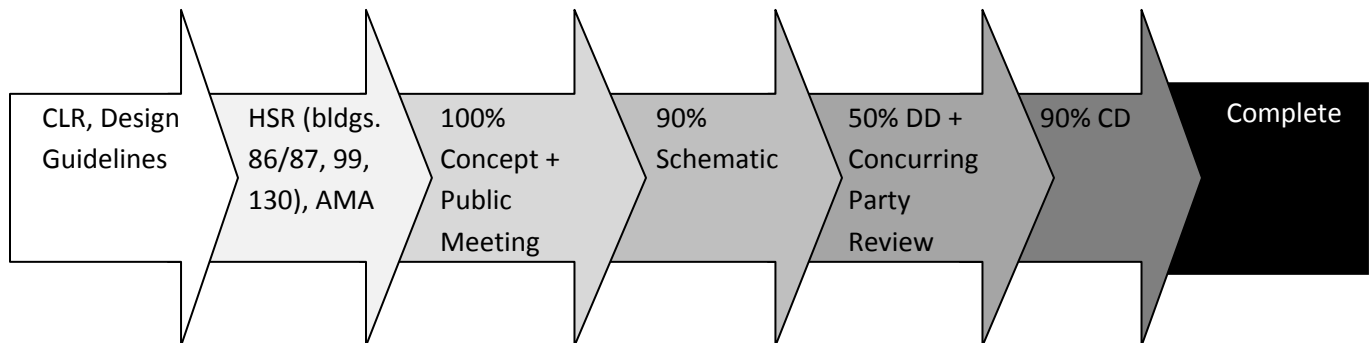 CLR, Design
Guidelines
HSR (bldgs.
86/87, 99,
130), AMA
100%
Concept +
Public
Meeting
90%
Schematic
50% DD +
Concurring
Party
Review
90% CD
Complete